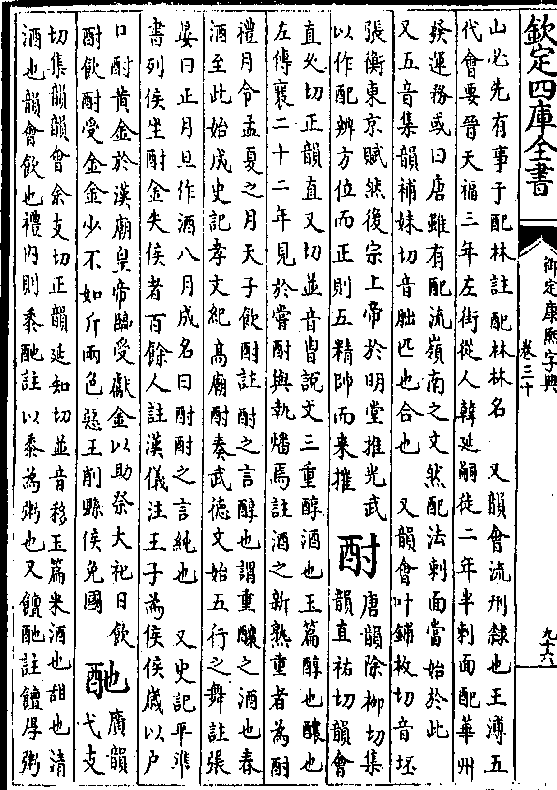 欽定四庫全書
御定康熙字典
卷三十
九十六
山必先有事于配林註配林林名　又韻會流刑隸也王溥五
代會要晉天福三年左街從人韓延嗣徒二年半刺面配華州
發運務或曰唐雖有配流嶺南之文然配法刺面當始於此
又五音集韻補妹切音朏匹也合也　又韻會叶鋪枚切音坯
張衡東京賦然後宗上帝於明堂推光武
以作配辨方位而正則五精帥而来摧　酎　唐韻除柳切集
韻直祐切韻會
直久切正韻直又切並音胄說文三重醇酒也玉篇醇也釀也
左傳襄二十二年見於嘗酎與執燔焉註酒之新熟重者為酎
禮月令孟夏之月天子飲酎註酎之言醇也謂重釀之酒也春
酒至此始成史記孝文紀高廟酎奏武德文始五行之舞註張
晏曰正月旦作酒八月成名曰酎酎之言純也　又史記平準
書列侯坐酎金失侯者百餘人註漢儀注王子為侯侯歲以戶
口酎黄金於漢廟皇帝臨受獻金以助祭大祀日飲
酎飲酎受金金少不如斤兩色惡王削縣侯免國　酏　廣韻
弋支
切集韻韻會余支切正韻延知切並音移玉篇米酒也甜也清
酒也韻會飲也禮内則黍酏註以黍為粥也又饘酏註饘厚粥